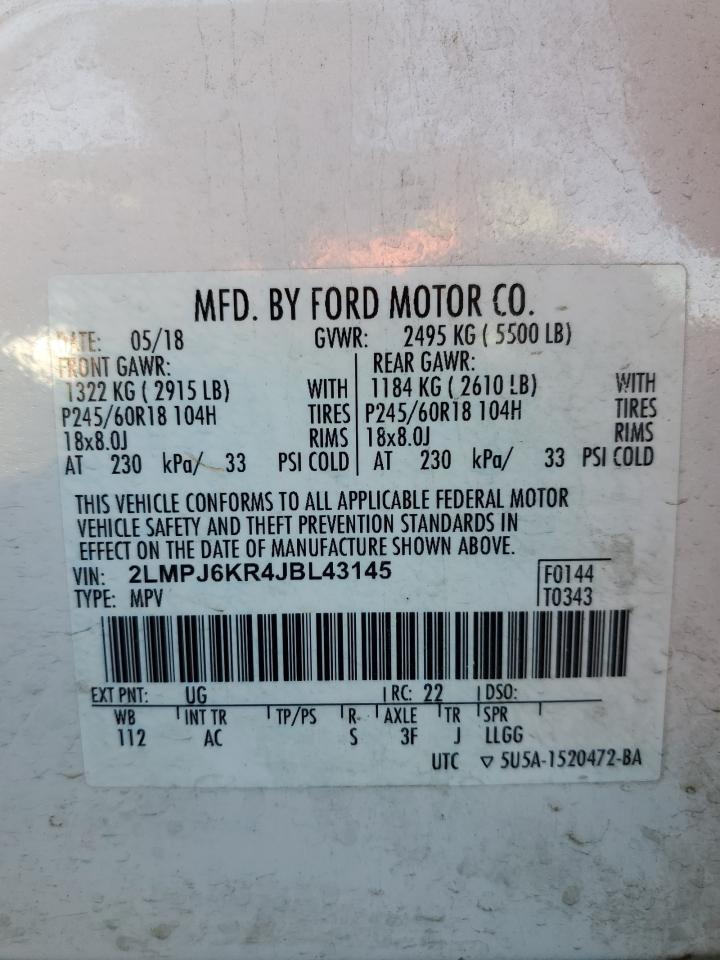 MFD. BY FORD MOTOR CO.
DATE: 05/18 GVWR: 2495 KG ( 5500 LB)
FRONT GAWR: REAR GAWR:
1322 KG ( 2915 LB) WITH 1184 KG ( 2610 LB) WITH
P245/60R18 104H TIRES P245/60R18 104H TIRES
18x8.0J RIMS 18x8.0J RIMS
AT 230 kPa/ 33 PSI COLD AT 230 kPa/ 33 PSI COLD
THIS VEHICLE CONFORMS TO ALL APPLICABLE FEDERAL MOTOR
VEHICLE SAFETY AND THEFT PREVENTION STANDARDS IN
EFFECT ON THE DATE OF MANUFACTURE SHOWN ABOVE.
VIN: 2LMPJ6KR4JBL43145 F0144
TYPE: MPV T0343
EXT PNT: UG RC: 22 DSO:
WB INT TR TP/PS R AXLE TR SPR
112 AC S 3F J LLGG
UTC ▽ 5U5A-1520472-BA